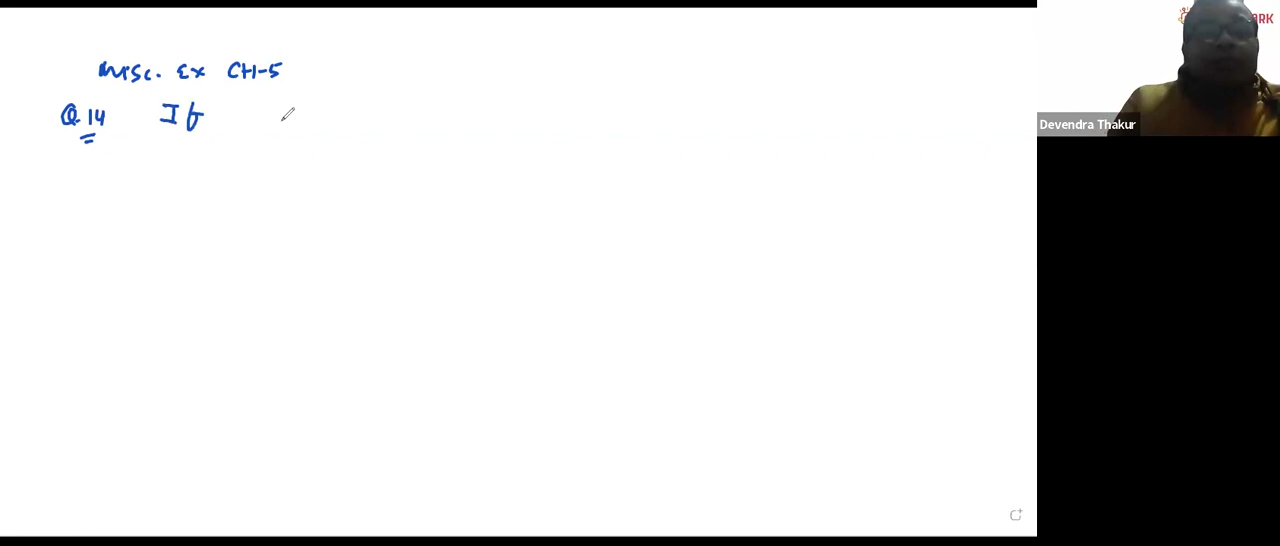 Misc. Ex CH-5
Q.14 If
Devendra Thakur